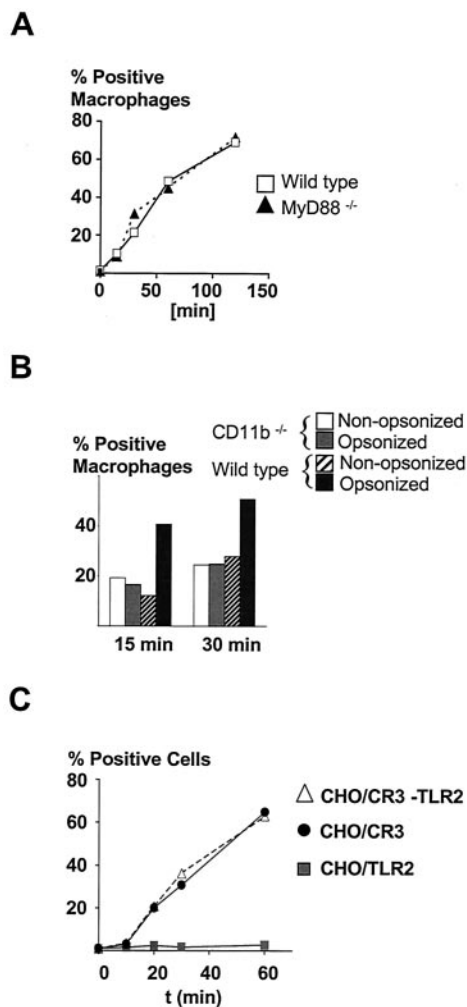 A
% Positive
Macrophages
80
60
40
20
0 50 100 150
[min]
Wild type
MyD88 -/-
B
CD11b -/- { Non-opsonized
Opsonized
% Positive
Macrophages
Wild type { Non-opsonized
Opsonized
40
20
15 min 30 min
C
% Positive Cells
80
60
40
20
0 20 40 60
t (min)
CHO/CR3 -TLR2
CHO/CR3
CHO/TLR2